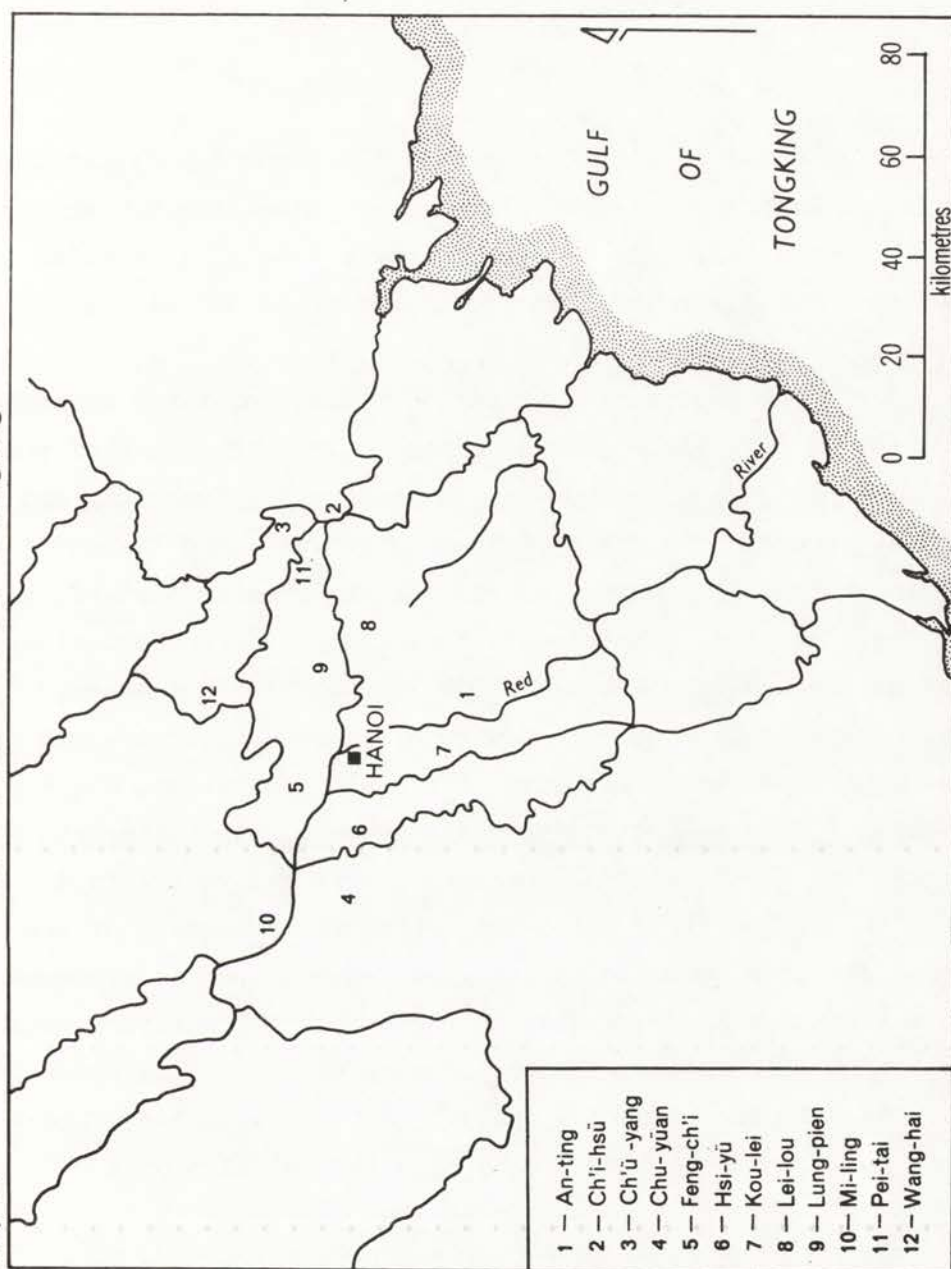 GULF
OF
TONGKING
80
60
40
20
0
kilometres
River
Red
HANOI
1
2
3
4
5
6
7
8
9
10
11
12
1 — An-ting
2 — Ch'i-hsü
3 — Ch'ü -yang
4 — Chu- yüan
5 — Feng-ch'i
6 — Hsi-yü
7 — Kou-lei
8 — Lei-lou
9 — Lung-pien
10 — Mi-ling
11 — Pei-tai
12 — Wang-hai